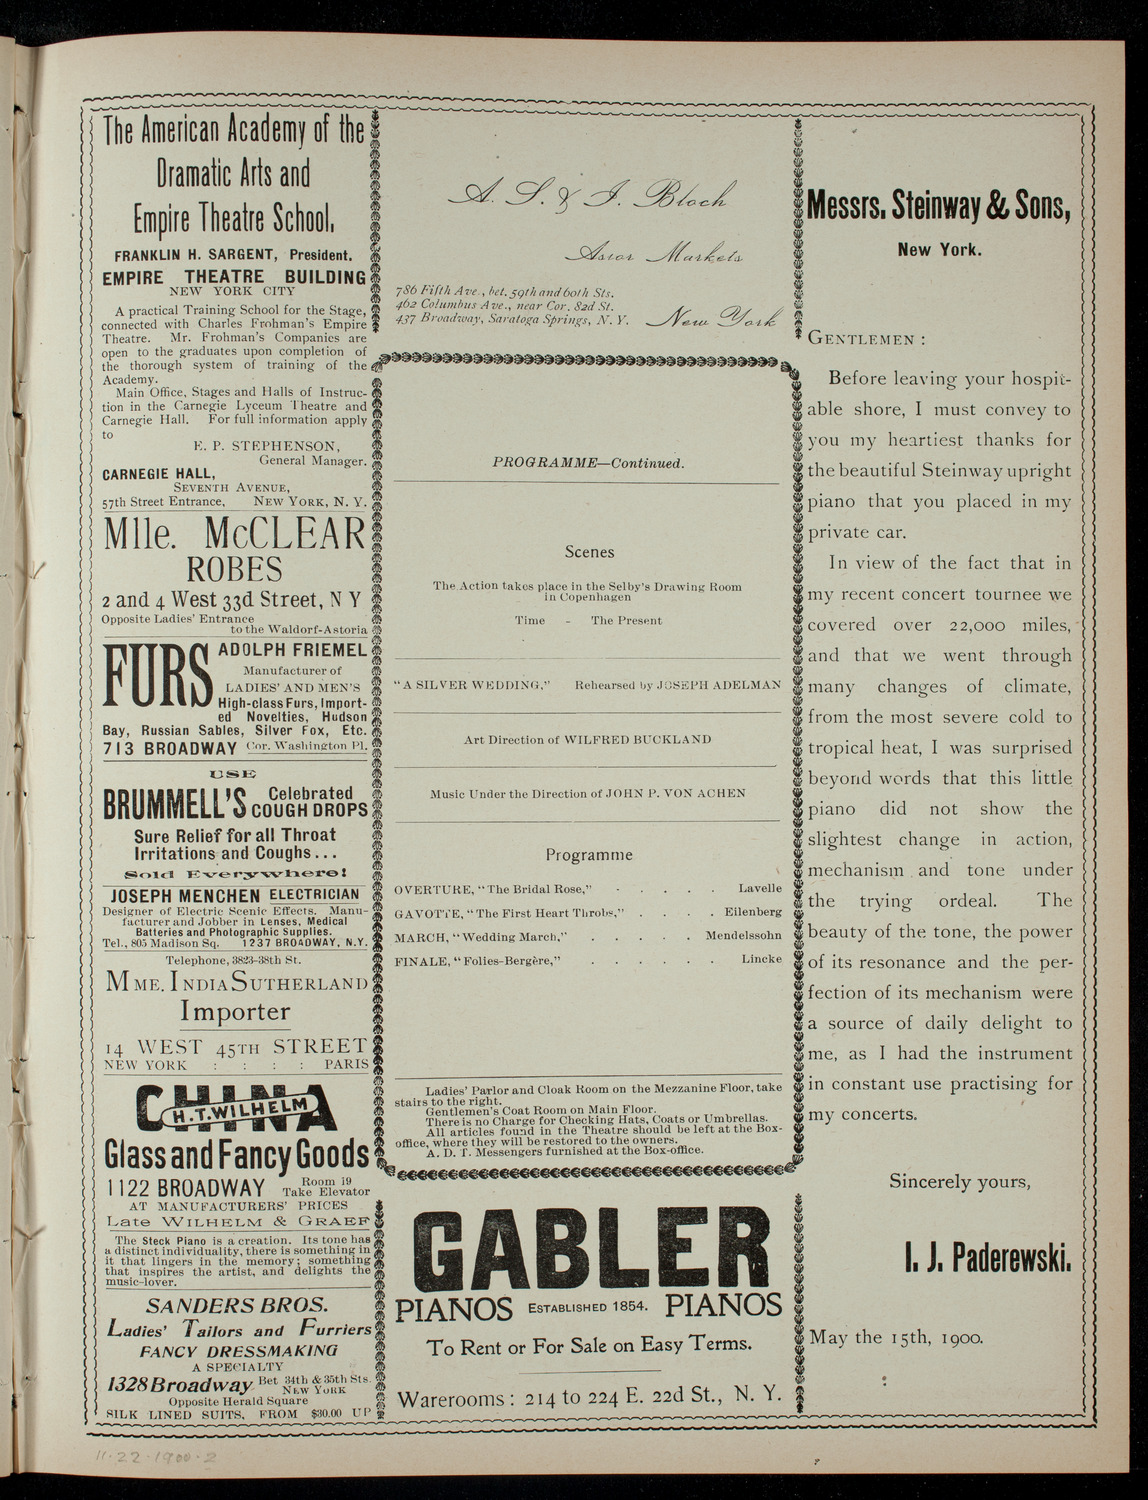 The American Academy of the
Dramatic Arts and
Empire Theatre School,
FRANKLIN H. SARGENT, President,
EMPIRE THEATRE BUILDING
NEW YORK CITY
A practical Training School for the Stage,
connected with Charles Frohman's Empire
Theatre. Mr. Frohman's Companies are
open to the graduates upon completion of
the thorough system of training of the
Academy.
Main Office, Stages and Halls of Instruc-
tion in the Carnegie Lyceum Theatre and
Carnegie Hall. For full information apply
to
E. P. STEPHENSON,
General Manager.
CARNEGIE HALL,
SEVENTH AVENUE,
57th Street Entrance, NEW YORK, N. Y.
Mlle. McCLEAR
ROBES
2 and 4 West 33d Street, N Y
Opposite Ladies' Entrance
to the Waldorf-Astoria
FURS ADOLPH FRIEMEL
Manufacturer of
LADIES' AND MEN'S
High-class Furs, Import-
ed Novelties, Hudson
Bay, Russian Sables, Silver Fox, Etc.
713 BROADWAY Cor. Washington Pl.
USE
BRUMMELL'S Celebrated
COUGH DROPS
Sure Relief for all Throat
Irritations and Coughs...
Sold Everywhere!
JOSEPH MENCHEN ELECTRICIAN
Designer of Electric Scenic Effects. Manu-
facturer and Jobber in Lenses, Medical
Batteries and Photographic Supplies.
Tel., 805 Madison Sq. 1237 BROADWAY, N.Y.
Telephone, 3823-38th St.
MME. INDIA SUTHERLAND
Importer
14 WEST 45TH STREET
NEW YORK : : : : PARIS
CHINA
H. T. WILHELM
Glass and Fancy Goods
1122 BROADWAY Room 19
Take Elevator
AT MANUFACTURERS' PRICES
Late WILHELM & GRAEF
The Steck Piano is a creation. Its tone has
a distinct individuality, there is something in
it that lingers in the memory; something
that inspires the artist, and delights the
music-lover.
SANDERS BROS.
Ladies' Tailors and Furriers
FANCY DRESSMAKING
A SPECIALTY
1328 Broadway Bet 34th & 35th Sts.
NEW YORK
Opposite Herald Square
SILK LINED SUITS, FROM $30.00 UP
A. S. & J. Bloch
Astor Markets
786 Fifth Ave., bet. 59th and 60th Sts.
462 Columbus Ave., near Cor. 82d St.
437 Broadway, Saratoga Springs, N. Y.
New York
PROGRAMME—Continued.
Scenes
The Action takes place in the Selby's Drawing Room
in Copenhagen
Time - The Present
"A SILVER WEDDING," Rehearsed by JOSEPH ADELMAN
Art Direction of WILFRED BUCKLAND
Music Under the Direction of JOHN P. VON ACHEN
Programme
OVERTURE, "The Bridal Rose," . . . . . Lavelle
GAVOTTE, "The First Heart Throbs," . . . . Eilenberg
MARCH, "Wedding March," . . . . . Mendelssohn
FINALE, "Folies-Bergère," . . . . . . Lincke
Ladies' Parlor and Cloak Room on the Mezzanine Floor, take
stairs to the right.
Gentlemen's Coat Room on Main Floor.
There is no Charge for Checking Hats, Coats or Umbrellas.
All articles found in the Theatre should be left at the Box-
office, where they will be restored to the owners.
A. D. T. Messengers furnished at the Box-office.
GABLER
PIANOS ESTABLISHED 1854. PIANOS
To Rent or For Sale on Easy Terms.
Warerooms: 214 to 224 E. 22d St., N. Y.
Messrs. Steinway & Sons,
New York.
GENTLEMEN:
Before leaving your hospit-
able shore, I must convey to
you my heartiest thanks for
the beautiful Steinway upright
piano that you placed in my
private car.
In view of the fact that in
my recent concert tournee we
covered over 22,000 miles,
and that we went through
many changes of climate,
from the most severe cold to
tropical heat, I was surprised
beyond words that this little
piano did not show the
slightest change in action,
mechanism and tone under
the trying ordeal. The
beauty of the tone, the power
of its resonance and the per-
fection of its mechanism were
a source of daily delight to
me, as I had the instrument
in constant use practising for
my concerts.
Sincerely yours,
I. J. Paderewski.
May the 15th, 1900.
11.22.1900.2